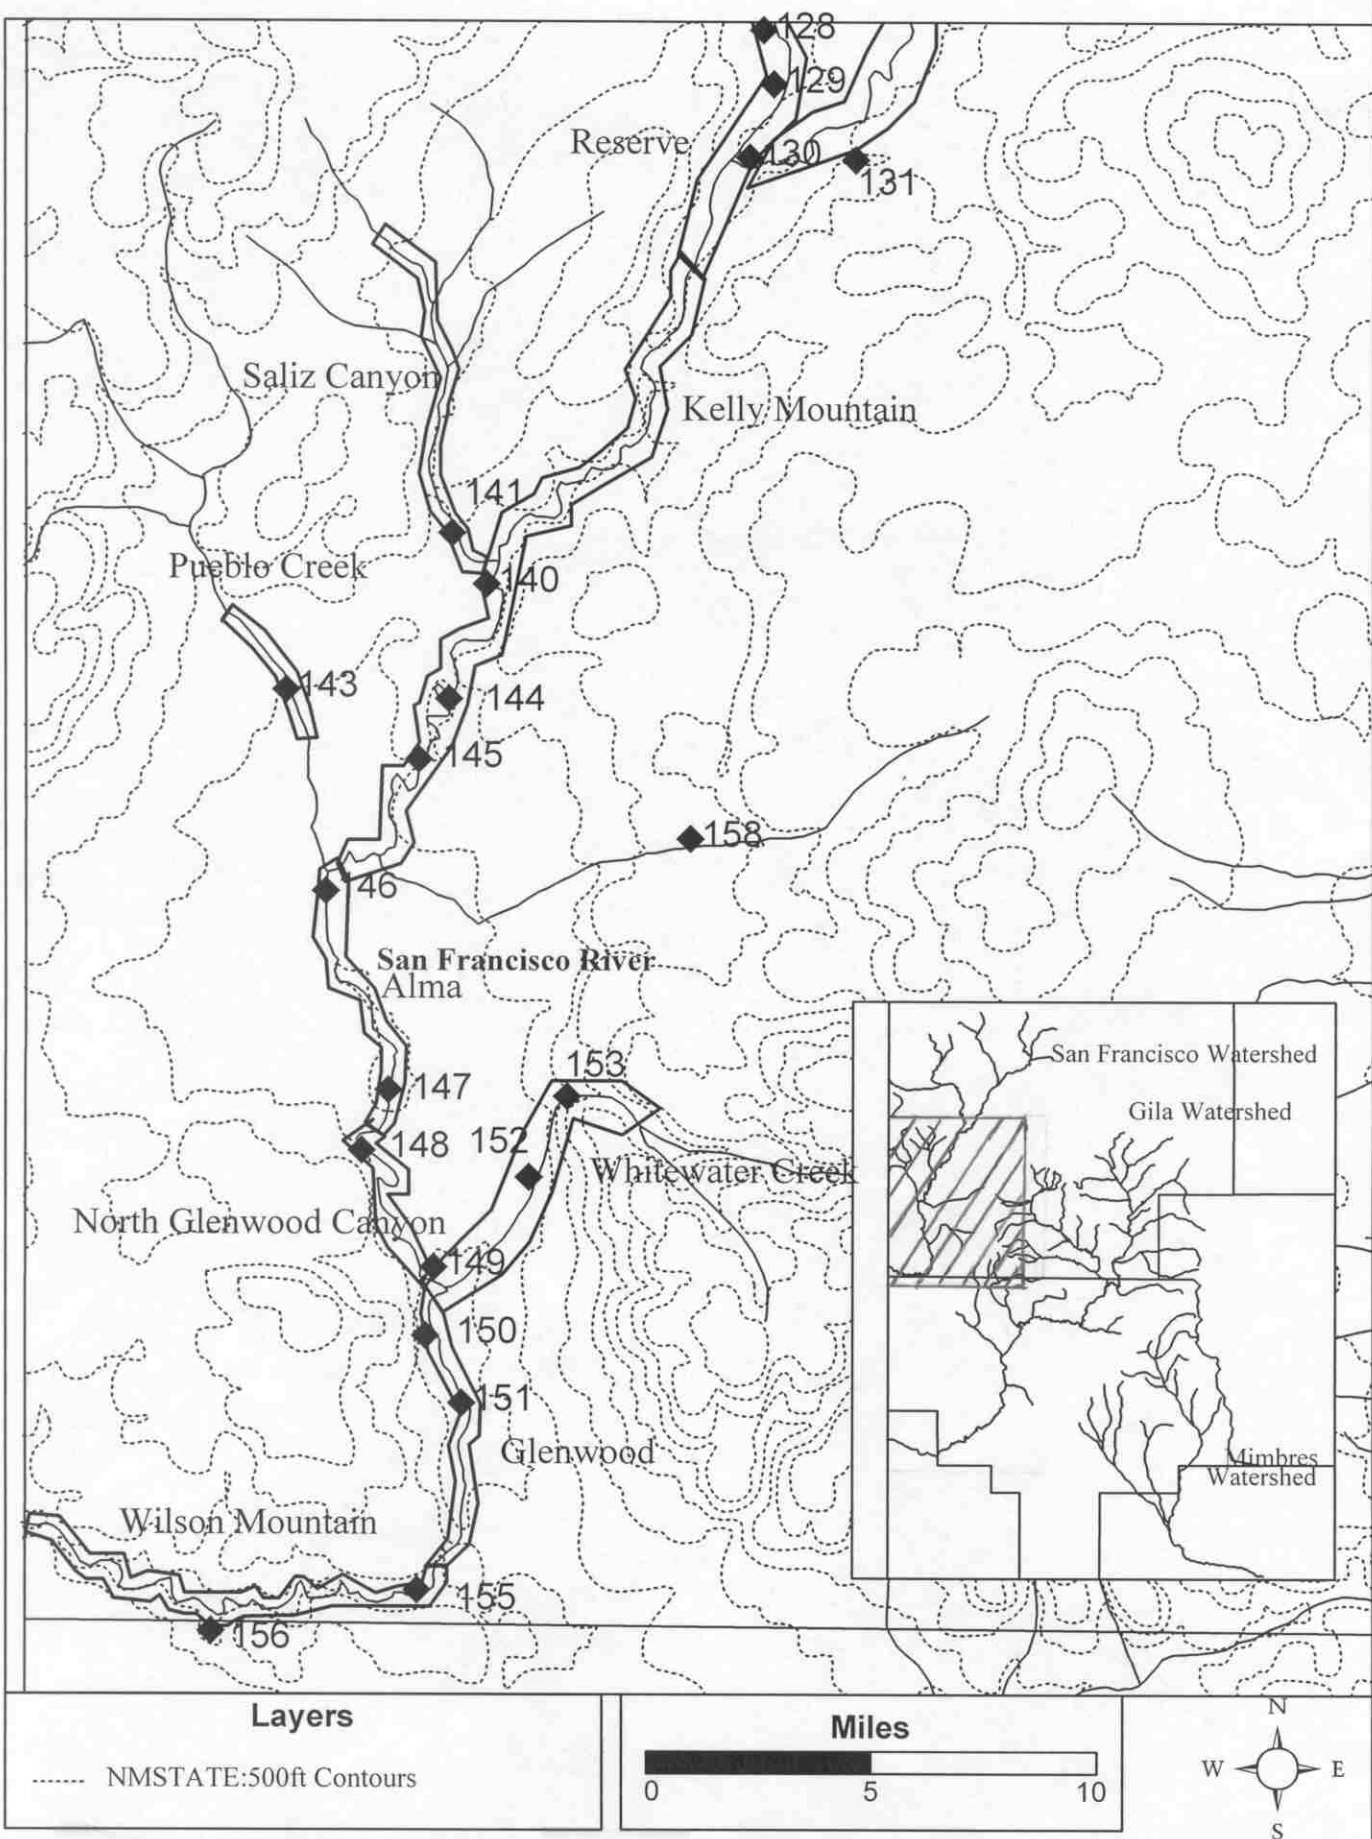 128
129
Reserve
130
131
Saliz Canyon
Kelly Mountain
141
Pueblo Creek
140
143
144
145
158
46
San Francisco River
Alma
153
147
148
152
Whitewater Creek
North Glenwood Canyon
149
150
151
Glenwood
Wilson Mountain
155
156
San Francisco Watershed
Gila Watershed
Mimbres
Watershed
Layers
NMSTATE:500ft Contours
Miles
0 5 10
N
W E
S